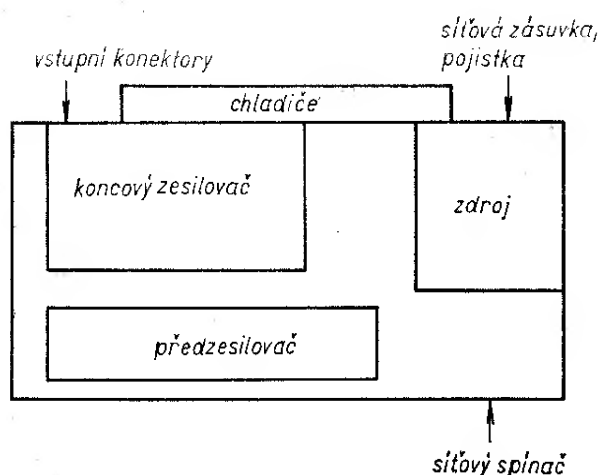 vstupní konektory
síťová zásuvka,
pojistka
chladiče
koncový zesilovač
zdroj
předzesilovač
síťový spínač